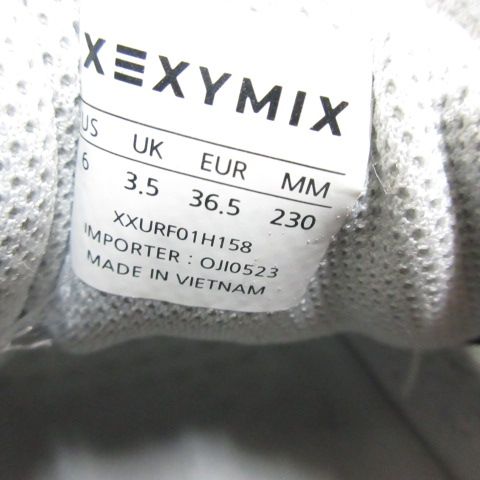 XEXYMIX
US UK EUR MM
6 3.5 36.5 230
XXURF01H158
IMPORTER : OJI0523
MADE IN VIETNAM